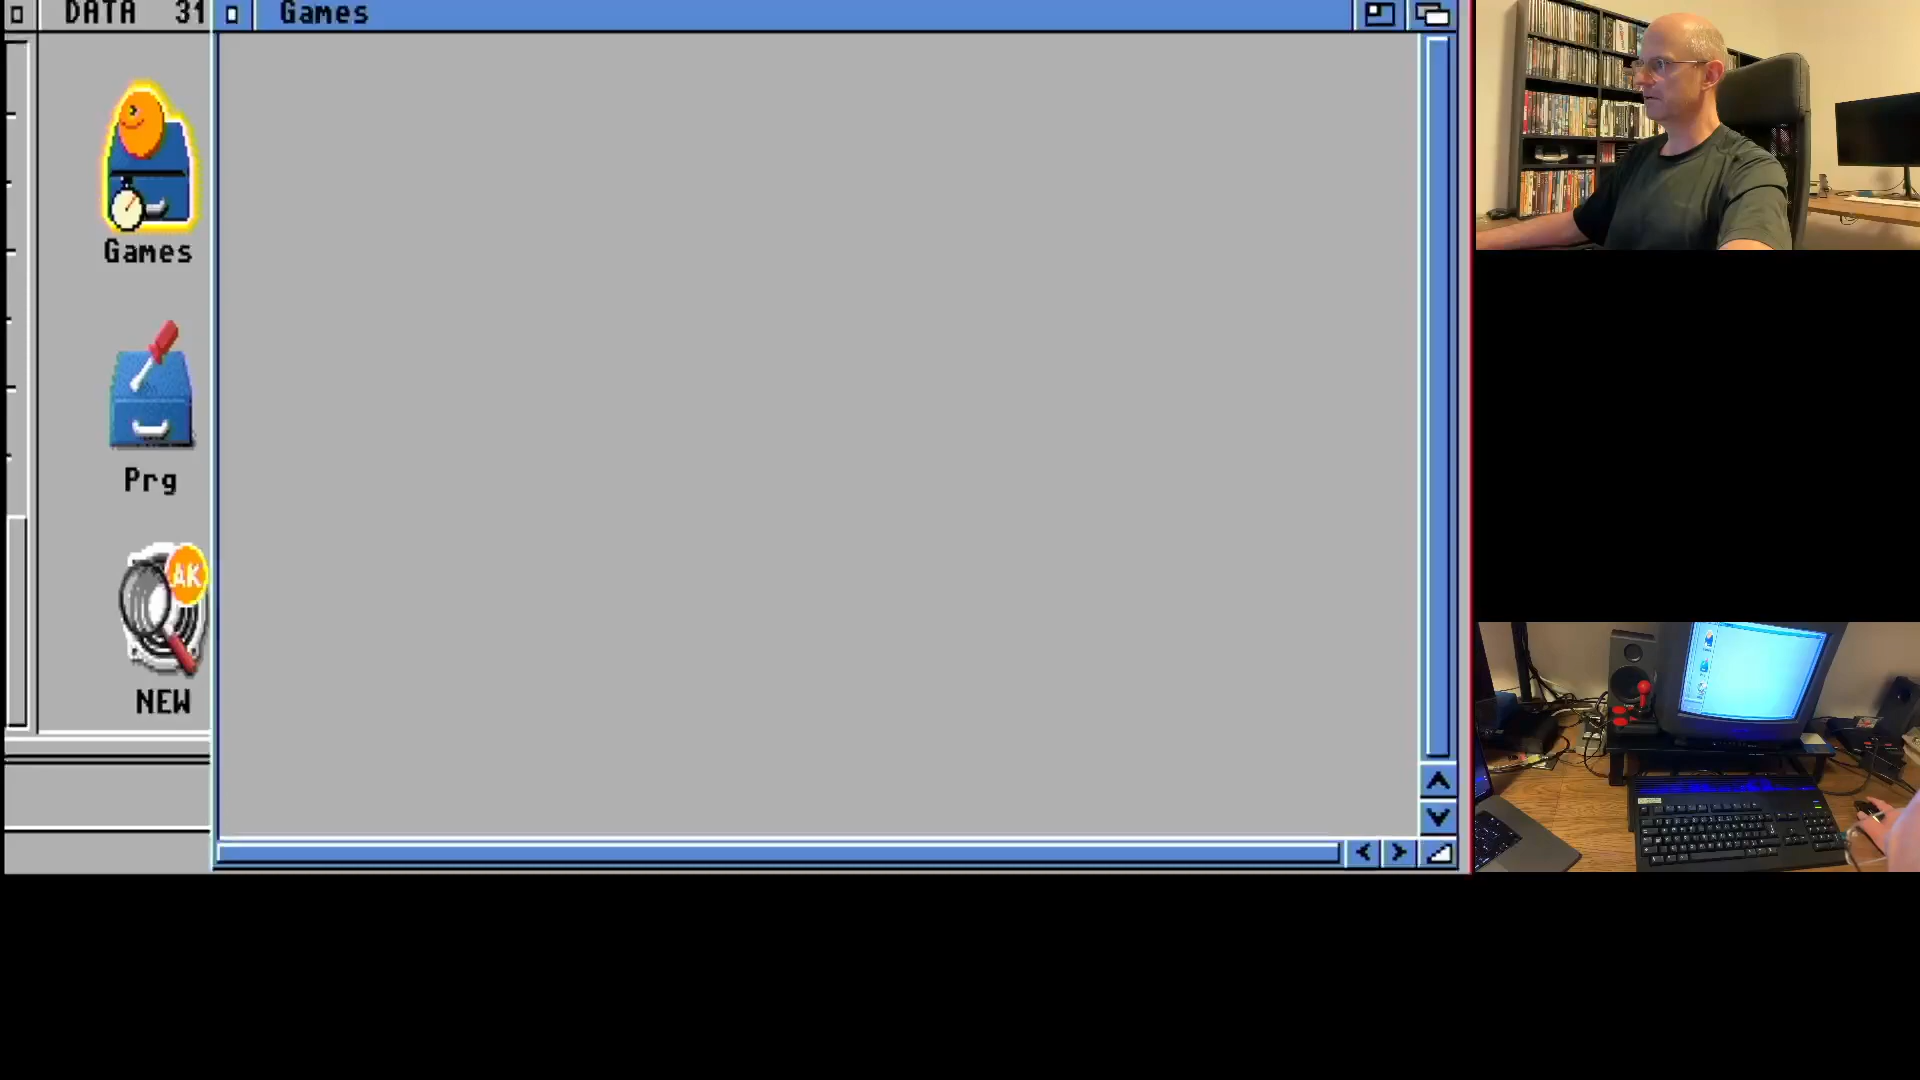 DATA 31
Games
Games
Prg
AK
NEW